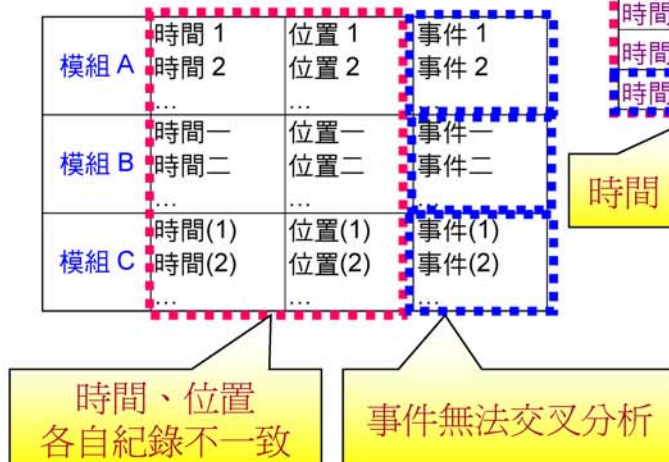 模組 A
時間 1
時間 2
…
位置 1
位置 2
…
事件 1
事件 2
…
模組 B
時間一
時間二
…
位置一
位置二
…
事件一
事件二
…
模組 C
時間(1)
時間(2)
…
位置(1)
位置(2)
…
事件(1)
事件(2)
…
時間
時間
時間
時間
時間、位置
各自紀錄不一致
事件無法交叉分析